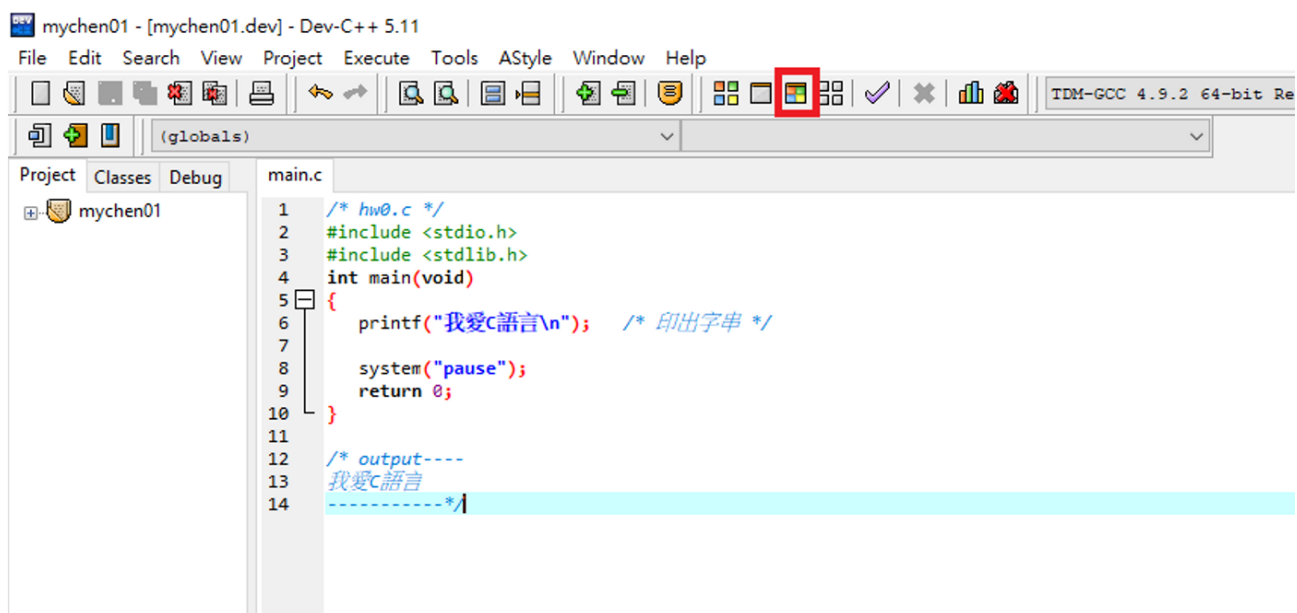 mychen01 - [mychen01.dev] - Dev-C++ 5.11
File Edit Search View Project Execute Tools AStyle Window Help
TDM-GCC 4.9.2 64-bit Re
(globals)
Project Classes Debug
main.c
mychen01
1 /* hw0.c */
2 #include <stdio.h>
3 #include <stdlib.h>
4 int main(void)
5 {
6 printf("我愛C語言\n"); /* 印出字串 */
7
8 system("pause");
9 return 0;
10 }
11
12 /* output----
13 我愛C語言
14 -----------*/